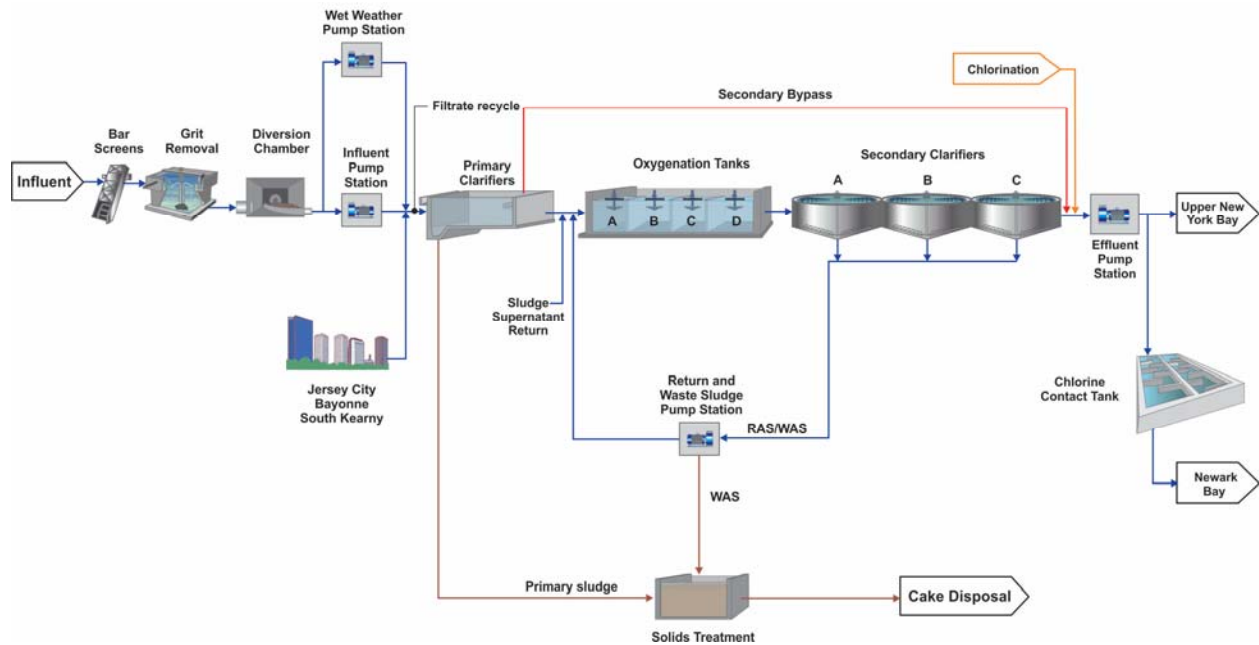 Wet Weather
Pump Station
Chlorination
Secondary Bypass
Filtrate recycle
Bar
Screens
Grit
Removal
Diversion
Chamber
Influent
Pump
Station
Primary
Clarifiers
Oxygenation Tanks
Secondary Clarifiers
Influent
A
B
C
D
A
B
C
Upper New
York Bay
Effluent
Pump
Station
Sludge
Supernatant
Return
Jersey City
Bayonne
South Kearny
Return and
Waste Sludge
Pump Station
RAS/WAS
Chlorine
Contact Tank
WAS
Newark
Bay
Primary sludge
Cake Disposal
Solids Treatment